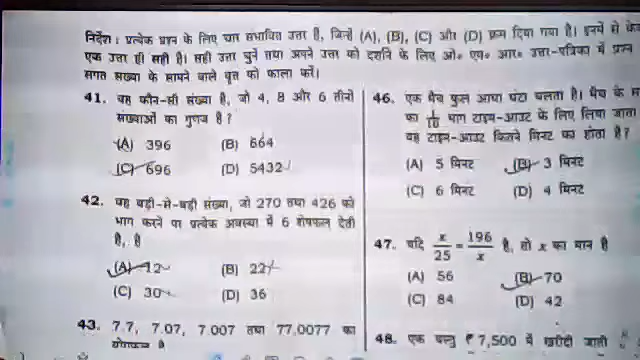 निर्देश : प्रत्येक प्रश्न के लिए चार संभावित उत्तर हैं, जिन्हें (A), (B), (C) और (D) क्रम दिया गया है। इनमें से
एक उत्तर ही सही है। सही उत्तर चुनें तथा अपने उत्तर को दर्शाने के लिए ओ० एम० आर० उत्तर-पत्रिका में प्रश्न
संगत संख्या के सामने वाले वृत्त को काला करें।
41. वह कौन-सी संख्या है, जो 4, 8 और 6 तीनों
संख्याओं का गुणज है ?
(A) 396 (B) 664
(C) 696 (D) 5432
42. वह बड़ी-से-बड़ी संख्या, जो 270 तथा 426 को
भाग करने पर प्रत्येक अवस्था में 6 शेषफल देती
है, है
(A) 12 (B) 22
(C) 30 (D) 36
43. 7.7, 7.07, 7.007 तथा 77.0077 का
योगफल है
46. एक मैच कुल आधा घंटा चलता है। मैच के
का 1/10 भाग टाइम-आउट के लिए लिया जाता
वह टाइम-आउट कितने मिनट का होता है ?
(A) 5 मिनट (B) 3 मिनट
(C) 6 मिनट (D) 4 मिनट
47. यदि x/25 = 196/x है, तो x का मान है
(A) 56 (B) 70
(C) 84 (D) 42
48. एक वस्तु ₹ 7,500 में खरीदी जाती